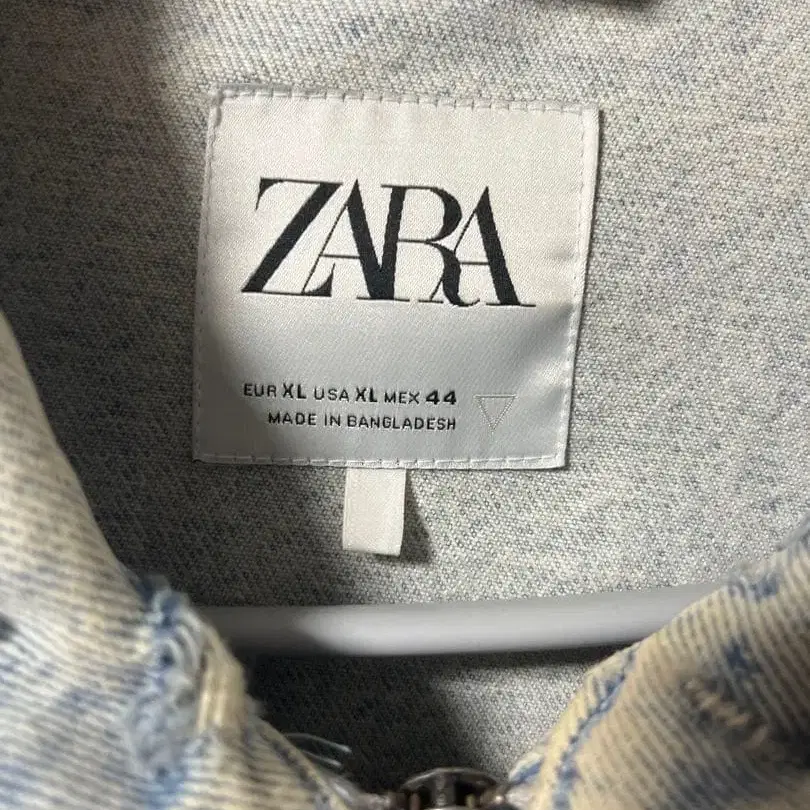 ZARA
EUR XL USA XL MEX 44
MADE IN BANGLADESH